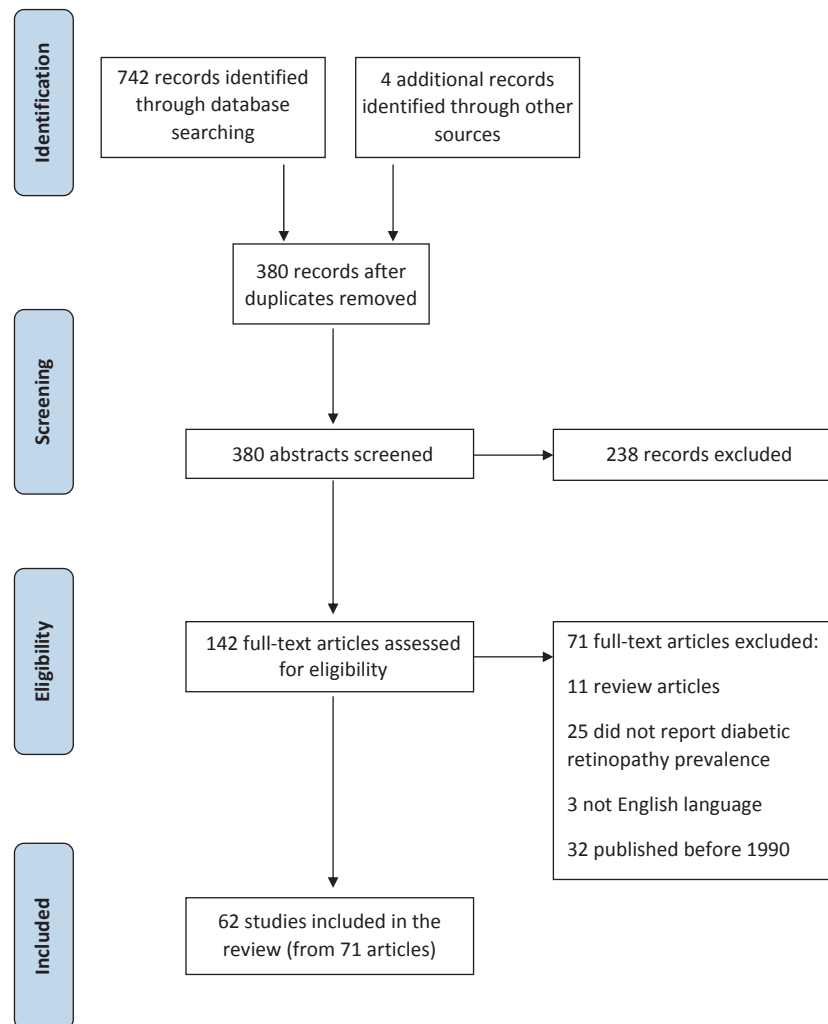 Identification
742 records identified
through database
searching
4 additional records
identified through other
sources
380 records after
duplicates removed
Screening
380 abstracts screened
238 records excluded
Eligibility
142 full-text articles assessed
for eligibility
71 full-text articles excluded:
11 review articles
25 did not report diabetic
retinopathy prevalence
3 not English language
32 published before 1990
Included
62 studies included in the
review (from 71 articles)